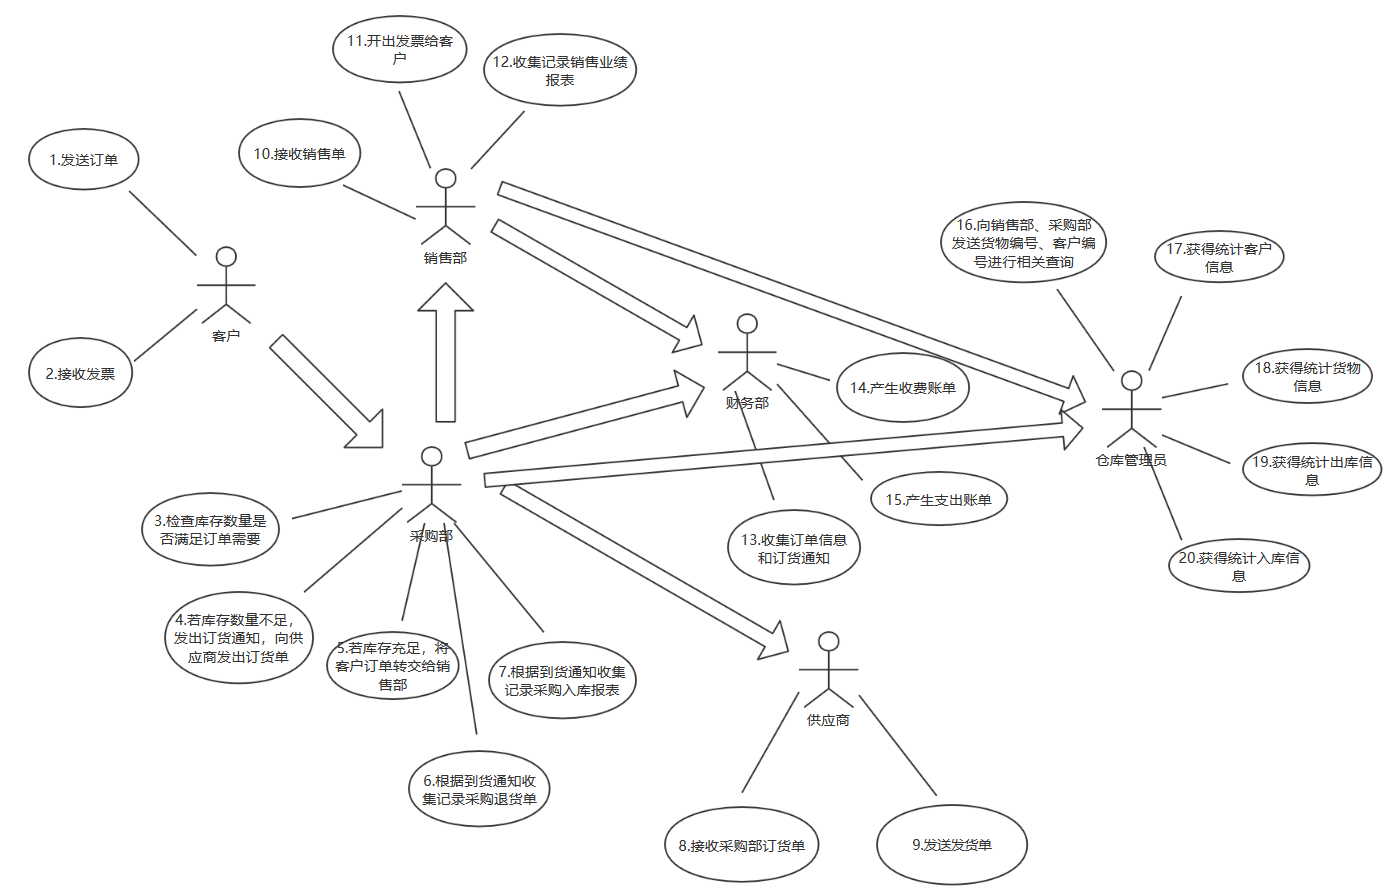 11.开出发票给客
户
12.收集记录销售业绩
报表
1.发送订单
10.接收销售单
销售部
16.向销售部、采购部
发送货物编号、客户编
号进行相关查询
17.获得统计客户
信息
客户
2.接收发票
14.产生收费账单
财务部
18.获得统计货物
信息
仓库管理员
19.获得统计出库信
息
15.产生支出账单
3.检查库存数量是
否满足订单需要
采购部
13.收集订单信息
和订货通知
20.获得统计入库信
息
4.若库存数量不足，
发出订货通知，向供
应商发出订货单
5.若库存充足，将
客户订单转交给销
售部
7.根据到货通知收集
记录采购入库报表
供应商
6.根据到货通知收
集记录采购退货单
8.接收采购部订货单
9.发送发货单